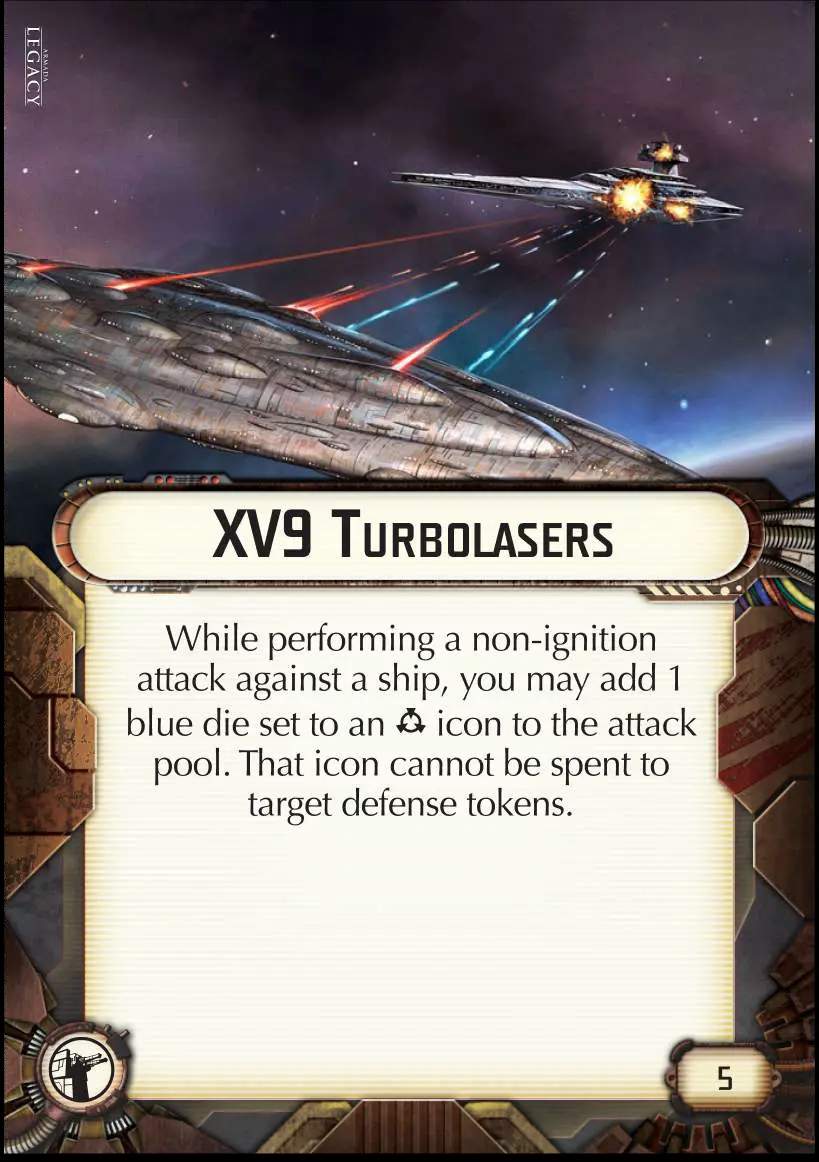 ARMADA
LEGACY
XV9 TURBOLASERS
While performing a non-ignition
attack against a ship, you may add 1
blue die set to an icon to the attack
pool. That icon cannot be spent to
target defense tokens.
5